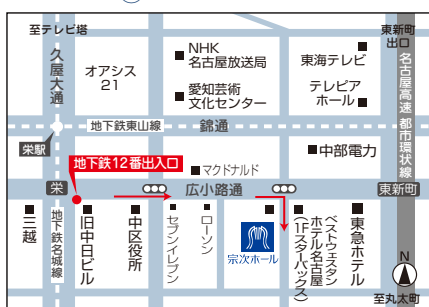 至テレビ塔
久屋大通
オアシス
21
NHK
名古屋放送局
愛知芸術
文化センター
東海テレビ
テレピア
ホール
東新町
出口
名古屋高速 都市環状線
地下鉄東山線
錦通
栄駅
地下鉄12番出入口
マクドナルド
中部電力
栄
広小路通
東新町
三越
地下鉄名城線
旧中日ビル
中区役所
セブンイレブン
ローソン
宗次ホール
ベストウェスタン
ホテル名古屋
(1Fスターバックス)
東急ホテル
N
至丸太町